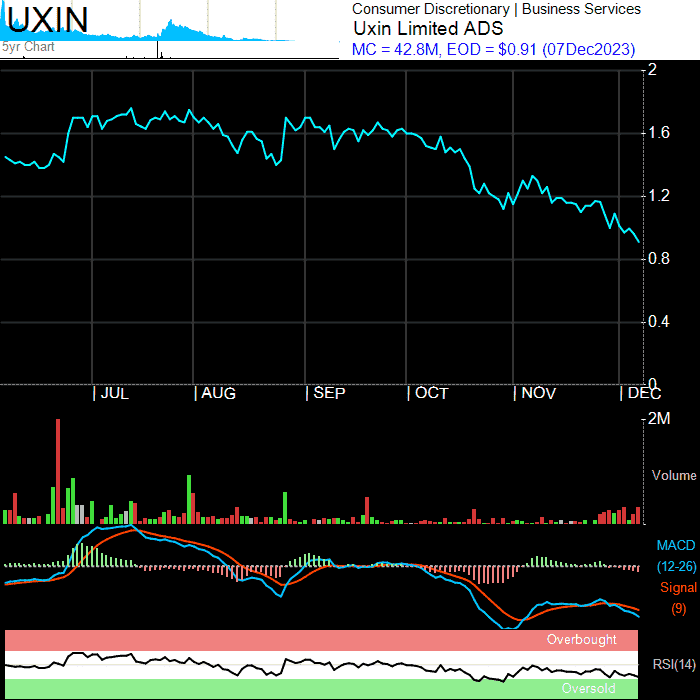 UXIN
5yr Chart
Consumer Discretionary | Business Services
Uxin Limited ADS
MC = 42.8M, EOD = $0.91 (07Dec2023)
2
1.6
1.2
0.8
0.4
0
JUL
AUG
SEP
OCT
NOV
DEC
2M
Volume
MACD
(12-26)
Signal
(9)
Overbought
RSI(14)
Oversold